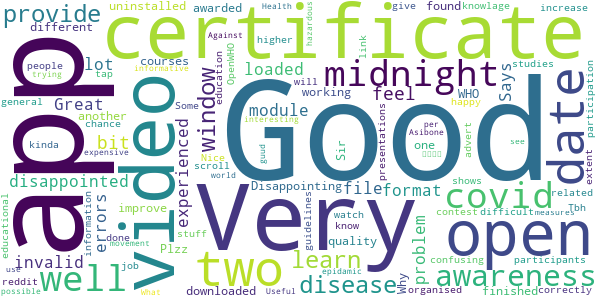 provide
different
uninstalled
awarded
certificate
Health
hazardous
give
found
knowlage
increase
Against
OpenWHO
higher
link
chance
studies
people
trying
lot
tap
courses
loaded
midnight
Says
WHO
participation
education
will
working
feel
happy
general
Great
module
informative
Some
another
app
video
window
experienced
Good
date
Nice
bit
scroll
interesting
guud
Sir
presentations
one
per
Asibone
advert
extent
see
kinda
expensive
world
disappointed
Disappointing
file
format
shows
covid
related
errors
done
improve
Plzz
Very
guidelines
watch
know
quality
contest
difficult
measures
Tbh
educational
information
invalid
stuff
two
learn
problem
confusing
participants
open
use
job
movement
well
disease
Why
awareness
reddit
possible
What
downloaded
Useful
epidamic
organised
finished
correctly